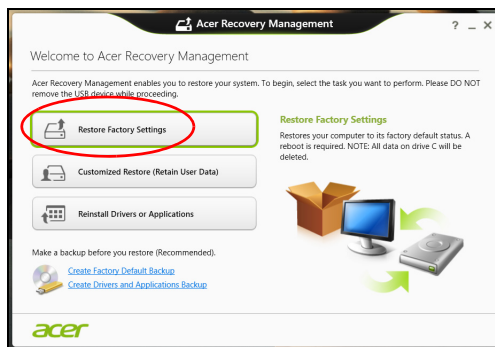 Acer Recovery Management
? _ X
Welcome to Acer Recovery Management
Acer Recovery Management enables you to restore your system. To begin, select the task you want to perform. Please DO NOT
remove the USB device while proceeding.
Restore Factory Settings
Customized Restore (Retain User Data)
Reinstall Drivers or Applications
Restore Factory Settings
Restores your computer to its factory default status. A
reboot is required. NOTE: All data on drive C will be
deleted.
Make a backup before you restore (Recommended).
Create Factory Default Backup
Create Drivers and Applications Backup
acer